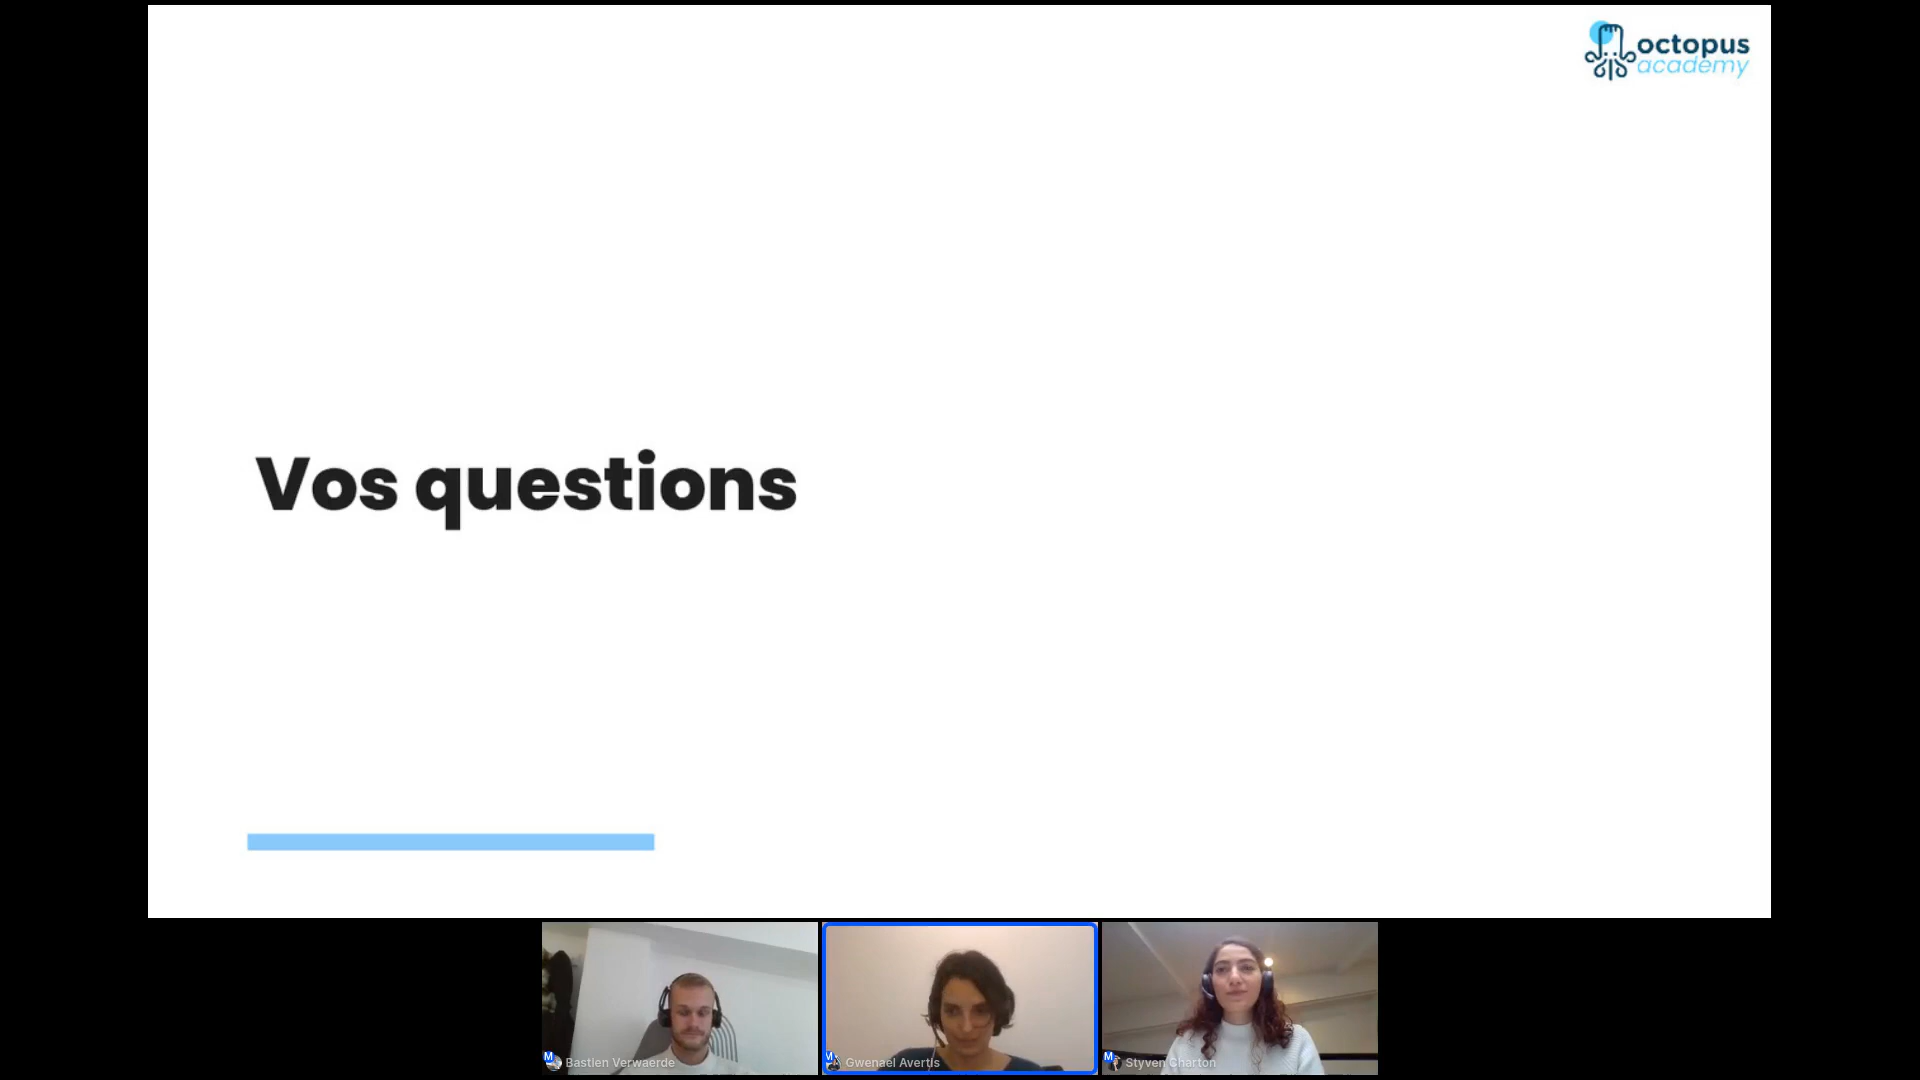 octopus
academy
Vos questions
M Bastien Verwaerde
M Gwenael Avertis
M Styven Charton